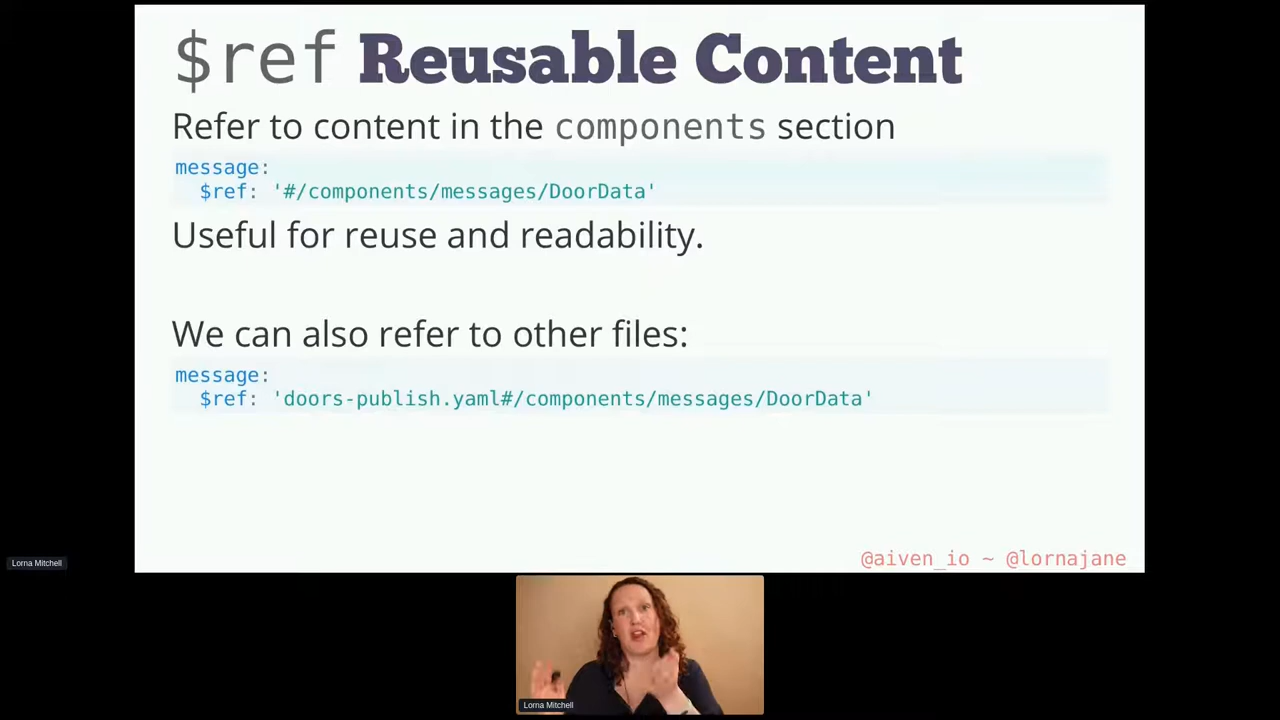 $ref Reusable Content
Refer to content in the components section
message:
$ref: '#/components/messages/DoorData'
Useful for reuse and readability.
We can also refer to other files:
message:
$ref: 'doors-publish.yaml#/components/messages/DoorData'
@aiven_io ~ @lornajane
Lorna Mitchell
Lorna Mitchell